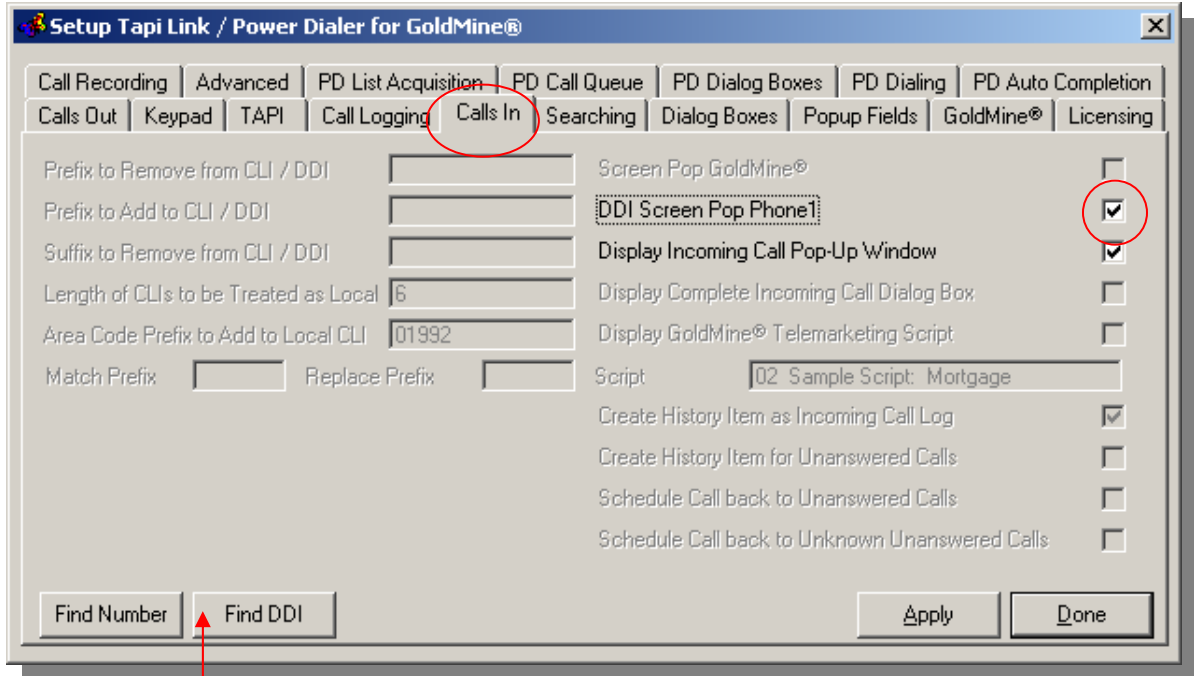 Setup Tapi Link / Power Dialer for GoldMine®
Call Recording Advanced PD List Acquisition PD Call Queue PD Dialog Boxes PD Dialing PD Auto Completion
Calls Out Keypad TAPI Call Logging Calls In Searching Dialog Boxes Popup Fields GoldMine® Licensing
Prefix to Remove from CLI / DDI
Prefix to Add to CLI / DDI
Suffix to Remove from CLI / DDI
Length of CLIs to be Treated as Local 6
Area Code Prefix to Add to Local CLI 01992
Match Prefix Replace Prefix
Screen Pop GoldMine®
DDI Screen Pop Phone1
Display Incoming Call Pop-Up Window
Display Complete Incoming Call Dialog Box
Display GoldMine® Telemarketing Script
Script 02 Sample Script: Mortgage
Create History Item as Incoming Call Log
Create History Item for Unanswered Calls
Schedule Call back to Unanswered Calls
Schedule Call back to Unknown Unanswered Calls
Find Number Find DDI Apply Done